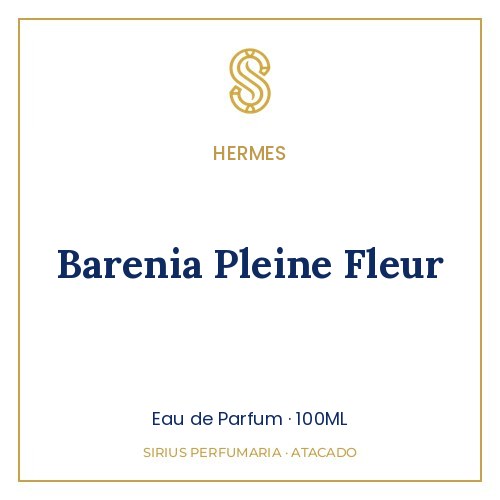 HERMES
Barenia Pleine Fleur
Eau de Parfum · 100ML
SIRIUS PERFUMARIA · ATACADO